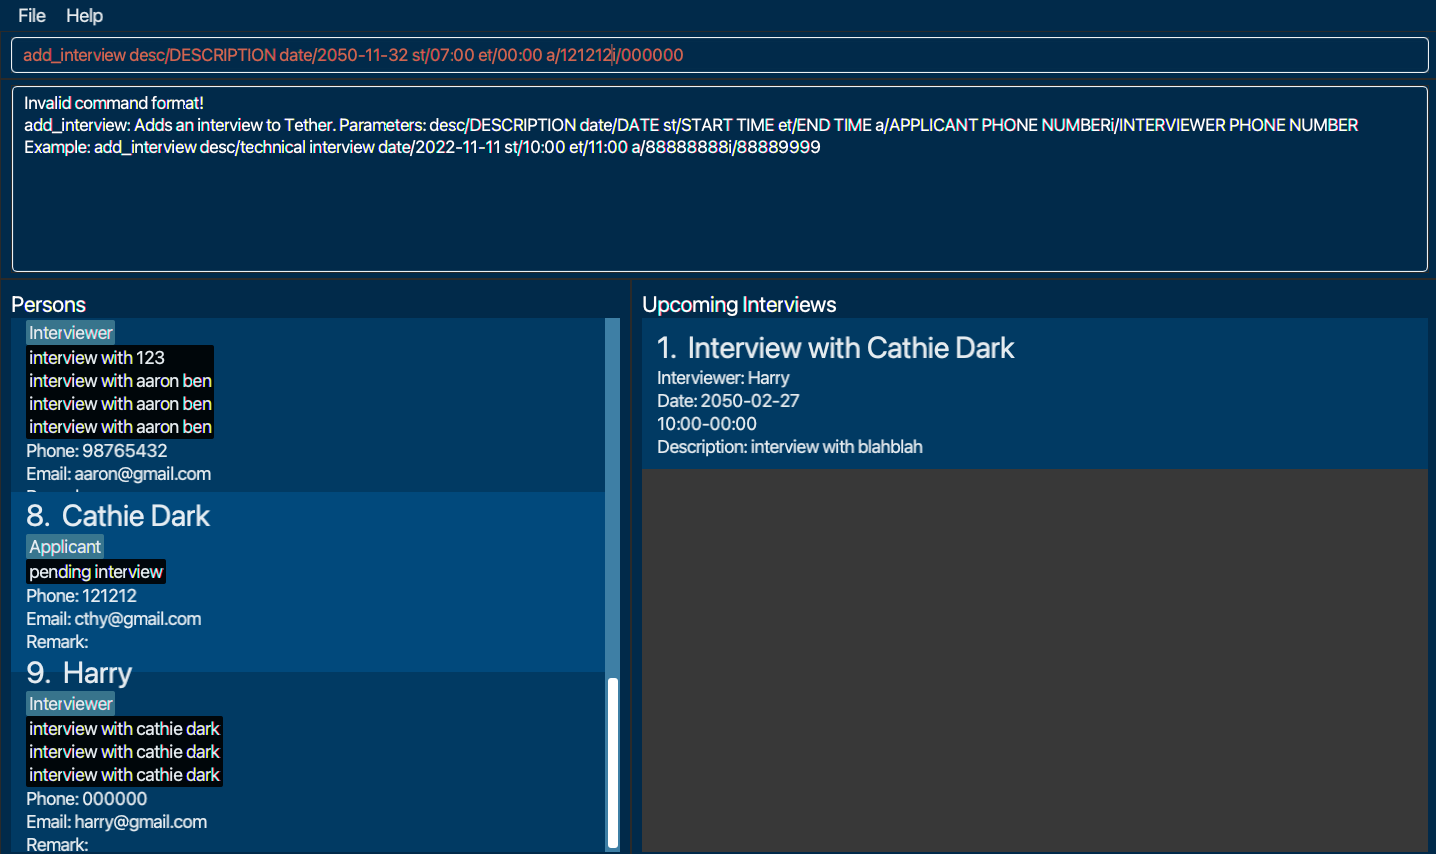 File Help
add_interview desc/DESCRIPTION date/2050-11-32 st/07:00 et/00:00 a/121212i/000000
Invalid command format!
add_interview: Adds an interview to Tether. Parameters: desc/DESCRIPTION date/DATE st/START TIME et/END TIME a/APPLICANT PHONE NUMBERi/INTERVIEWER PHONE NUMBER
Example: add_interview desc/technical interview date/2022-11-11 st/10:00 et/11:00 a/88888888i/88889999
Persons
Interviewer
interview with 123
interview with aaron ben
interview with aaron ben
interview with aaron ben
Phone: 98765432
Email: aaron@gmail.com
8. Cathie Dark
Applicant
pending interview
Phone: 121212
Email: cthy@gmail.com
Remark:
9. Harry
Interviewer
interview with cathie dark
interview with cathie dark
interview with cathie dark
Phone: 000000
Email: harry@gmail.com
Remark:
Upcoming Interviews
1. Interview with Cathie Dark
Interviewer: Harry
Date: 2050-02-27
10:00-00:00
Description: interview with blahblah